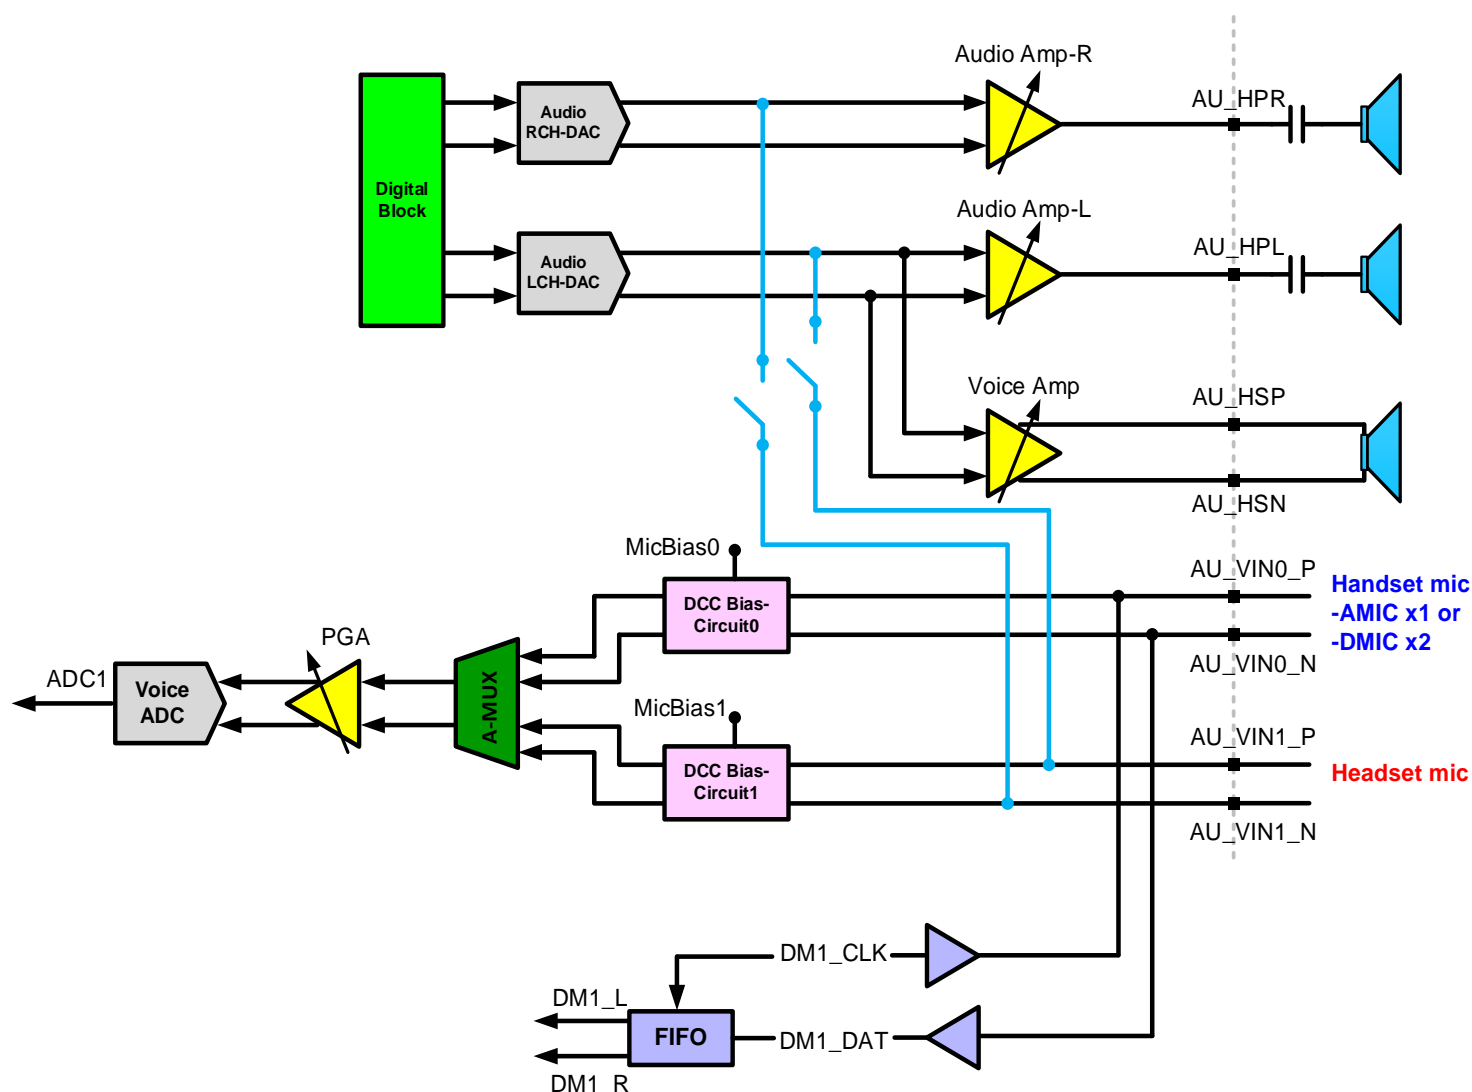 Audio Amp-R
AU_HPR
Audio
RCH-DAC
Digital
Block
Audio Amp-L
AU_HPL
Audio
LCH-DAC
Voice Amp
AU_HSP
AU_HSN
MicBias0
AU_VIN0_P
DCC Bias-
Circuit0
Handset mic
-AMIC x1 or
-DMIC x2
PGA
AU_VIN0_N
ADC1
Voice
ADC
A-MUX
MicBias1
AU_VIN1_P
DCC Bias-
Circuit1
Headset mic
AU_VIN1_N
DM1_CLK
DM1_L
FIFO
DM1_DAT
DM1_R